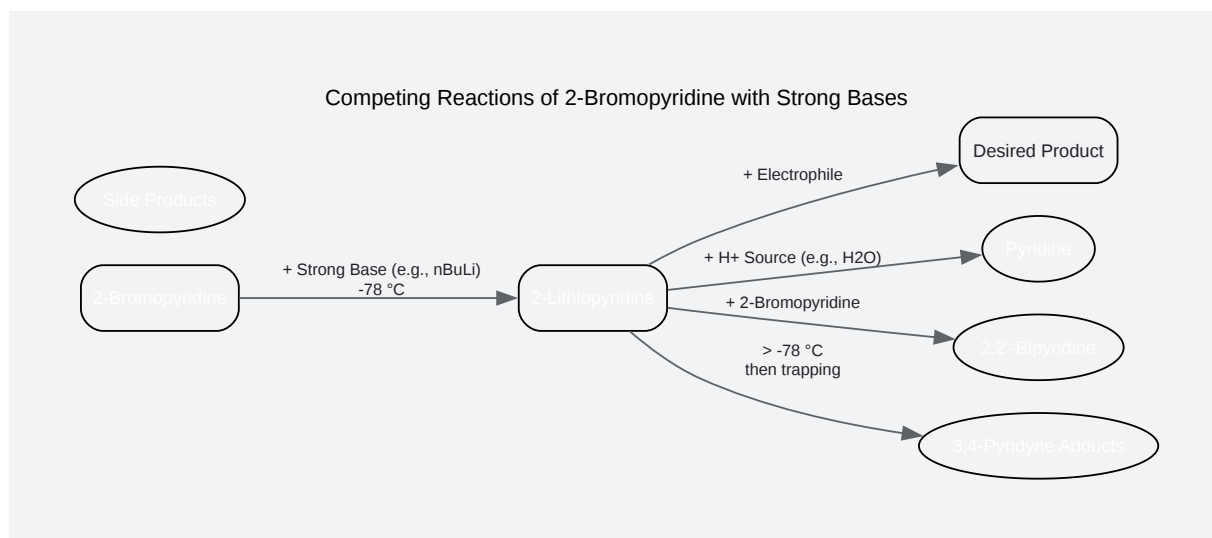 Competing Reactions of 2-Bromopyridine with Strong Bases
Desired Product
+ Electrophile
Side Products
Pyridine
+ H+ Source (e.g., H2O)
+ Strong Base (e.g., nBuLi)
-78 °C
2-Bromopyridine
2-Lithiopyridine
+ 2-Bromopyridine
2,2'-Bipyridine
> -78 °C
then trapping
3,4-Pyridyne Adducts